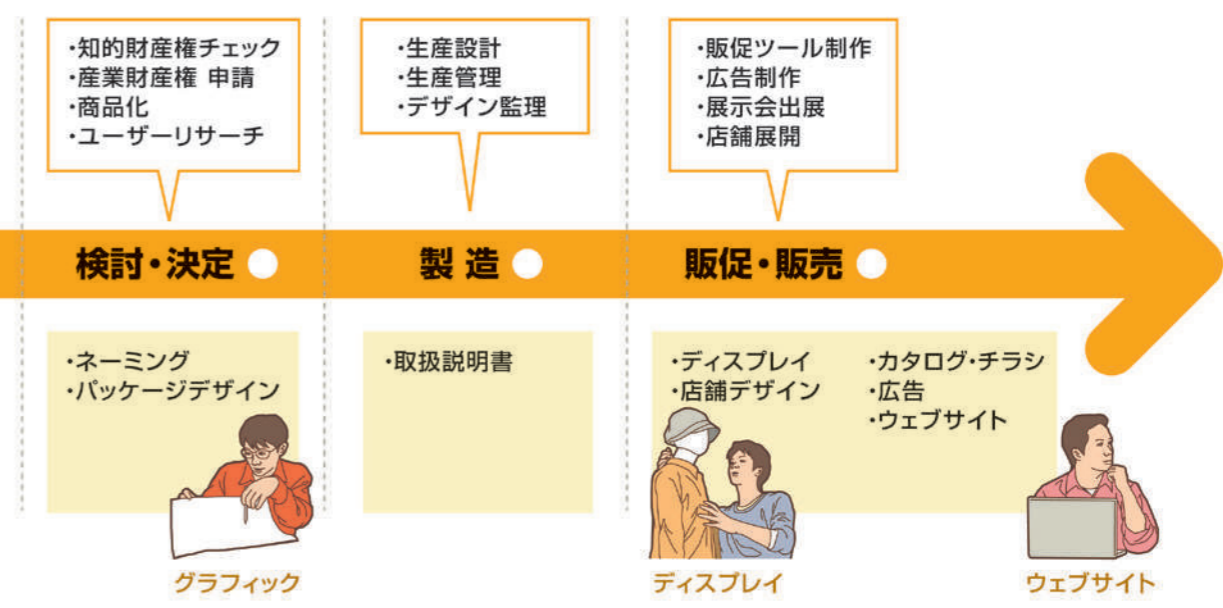 ・知的財産権チェック
・産業財産権 申請
・商品化
・ユーザーリサーチ
・生産設計
・生産管理
・デザイン監理
・販促ツール制作
・広告制作
・展示会出展
・店舗展開
検討・決定
製 造
販促・販売
・ネーミング
・パッケージデザイン
・取扱説明書
・ディスプレイ
・店舗デザイン
・カタログ・チラシ
・広告
・ウェブサイト
グラフィック
ディスプレイ
ウェブサイト